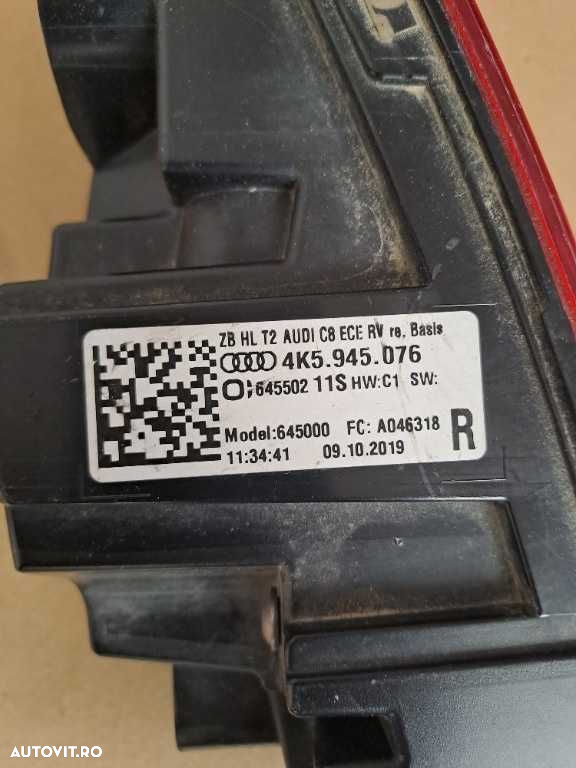 ZB HL T2 AUDI C8 ECE RV re. Basis
4K5.945.076
645502 11S HW:C1 SW:
Model:645000 FC: A046318 R
11:34:41 09.10.2019
AUTOVIT.RO